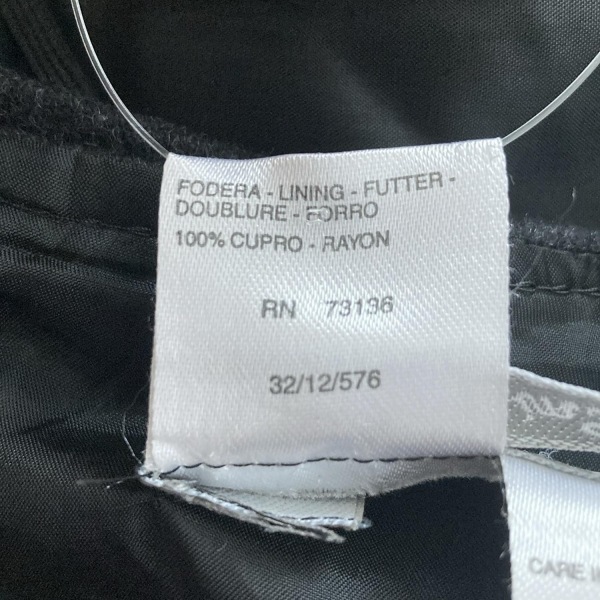 FODERA - LINING - FUTTER -
DOUBLURE - FORRO
100% CUPRO - RAYON
RN 73136
32/12/576
CARE